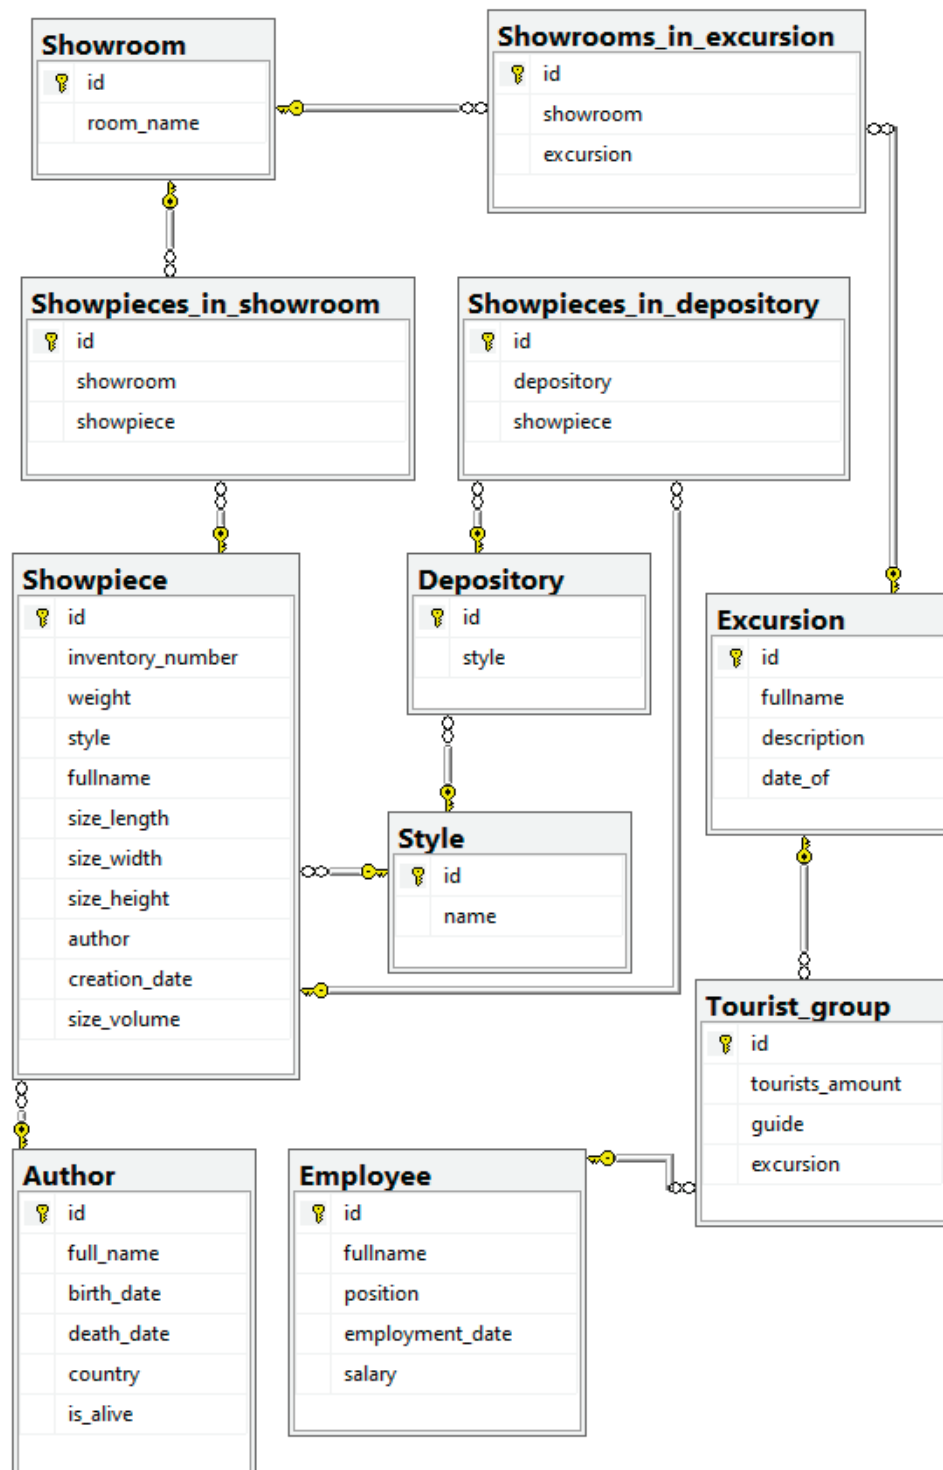 Showroom
id
room_name
Showrooms_in_excursion
id
showroom
excursion
Showpieces_in_showroom
id
showroom
showpiece
Showpieces_in_depository
id
depository
showpiece
Showpiece
id
inventory_number
weight
style
fullname
size_length
size_width
size_height
author
creation_date
size_volume
Depository
id
style
Excursion
id
fullname
description
date_of
Style
id
name
Tourist_group
id
tourists_amount
guide
excursion
Author
id
full_name
birth_date
death_date
country
is_alive
Employee
id
fullname
position
employment_date
salary